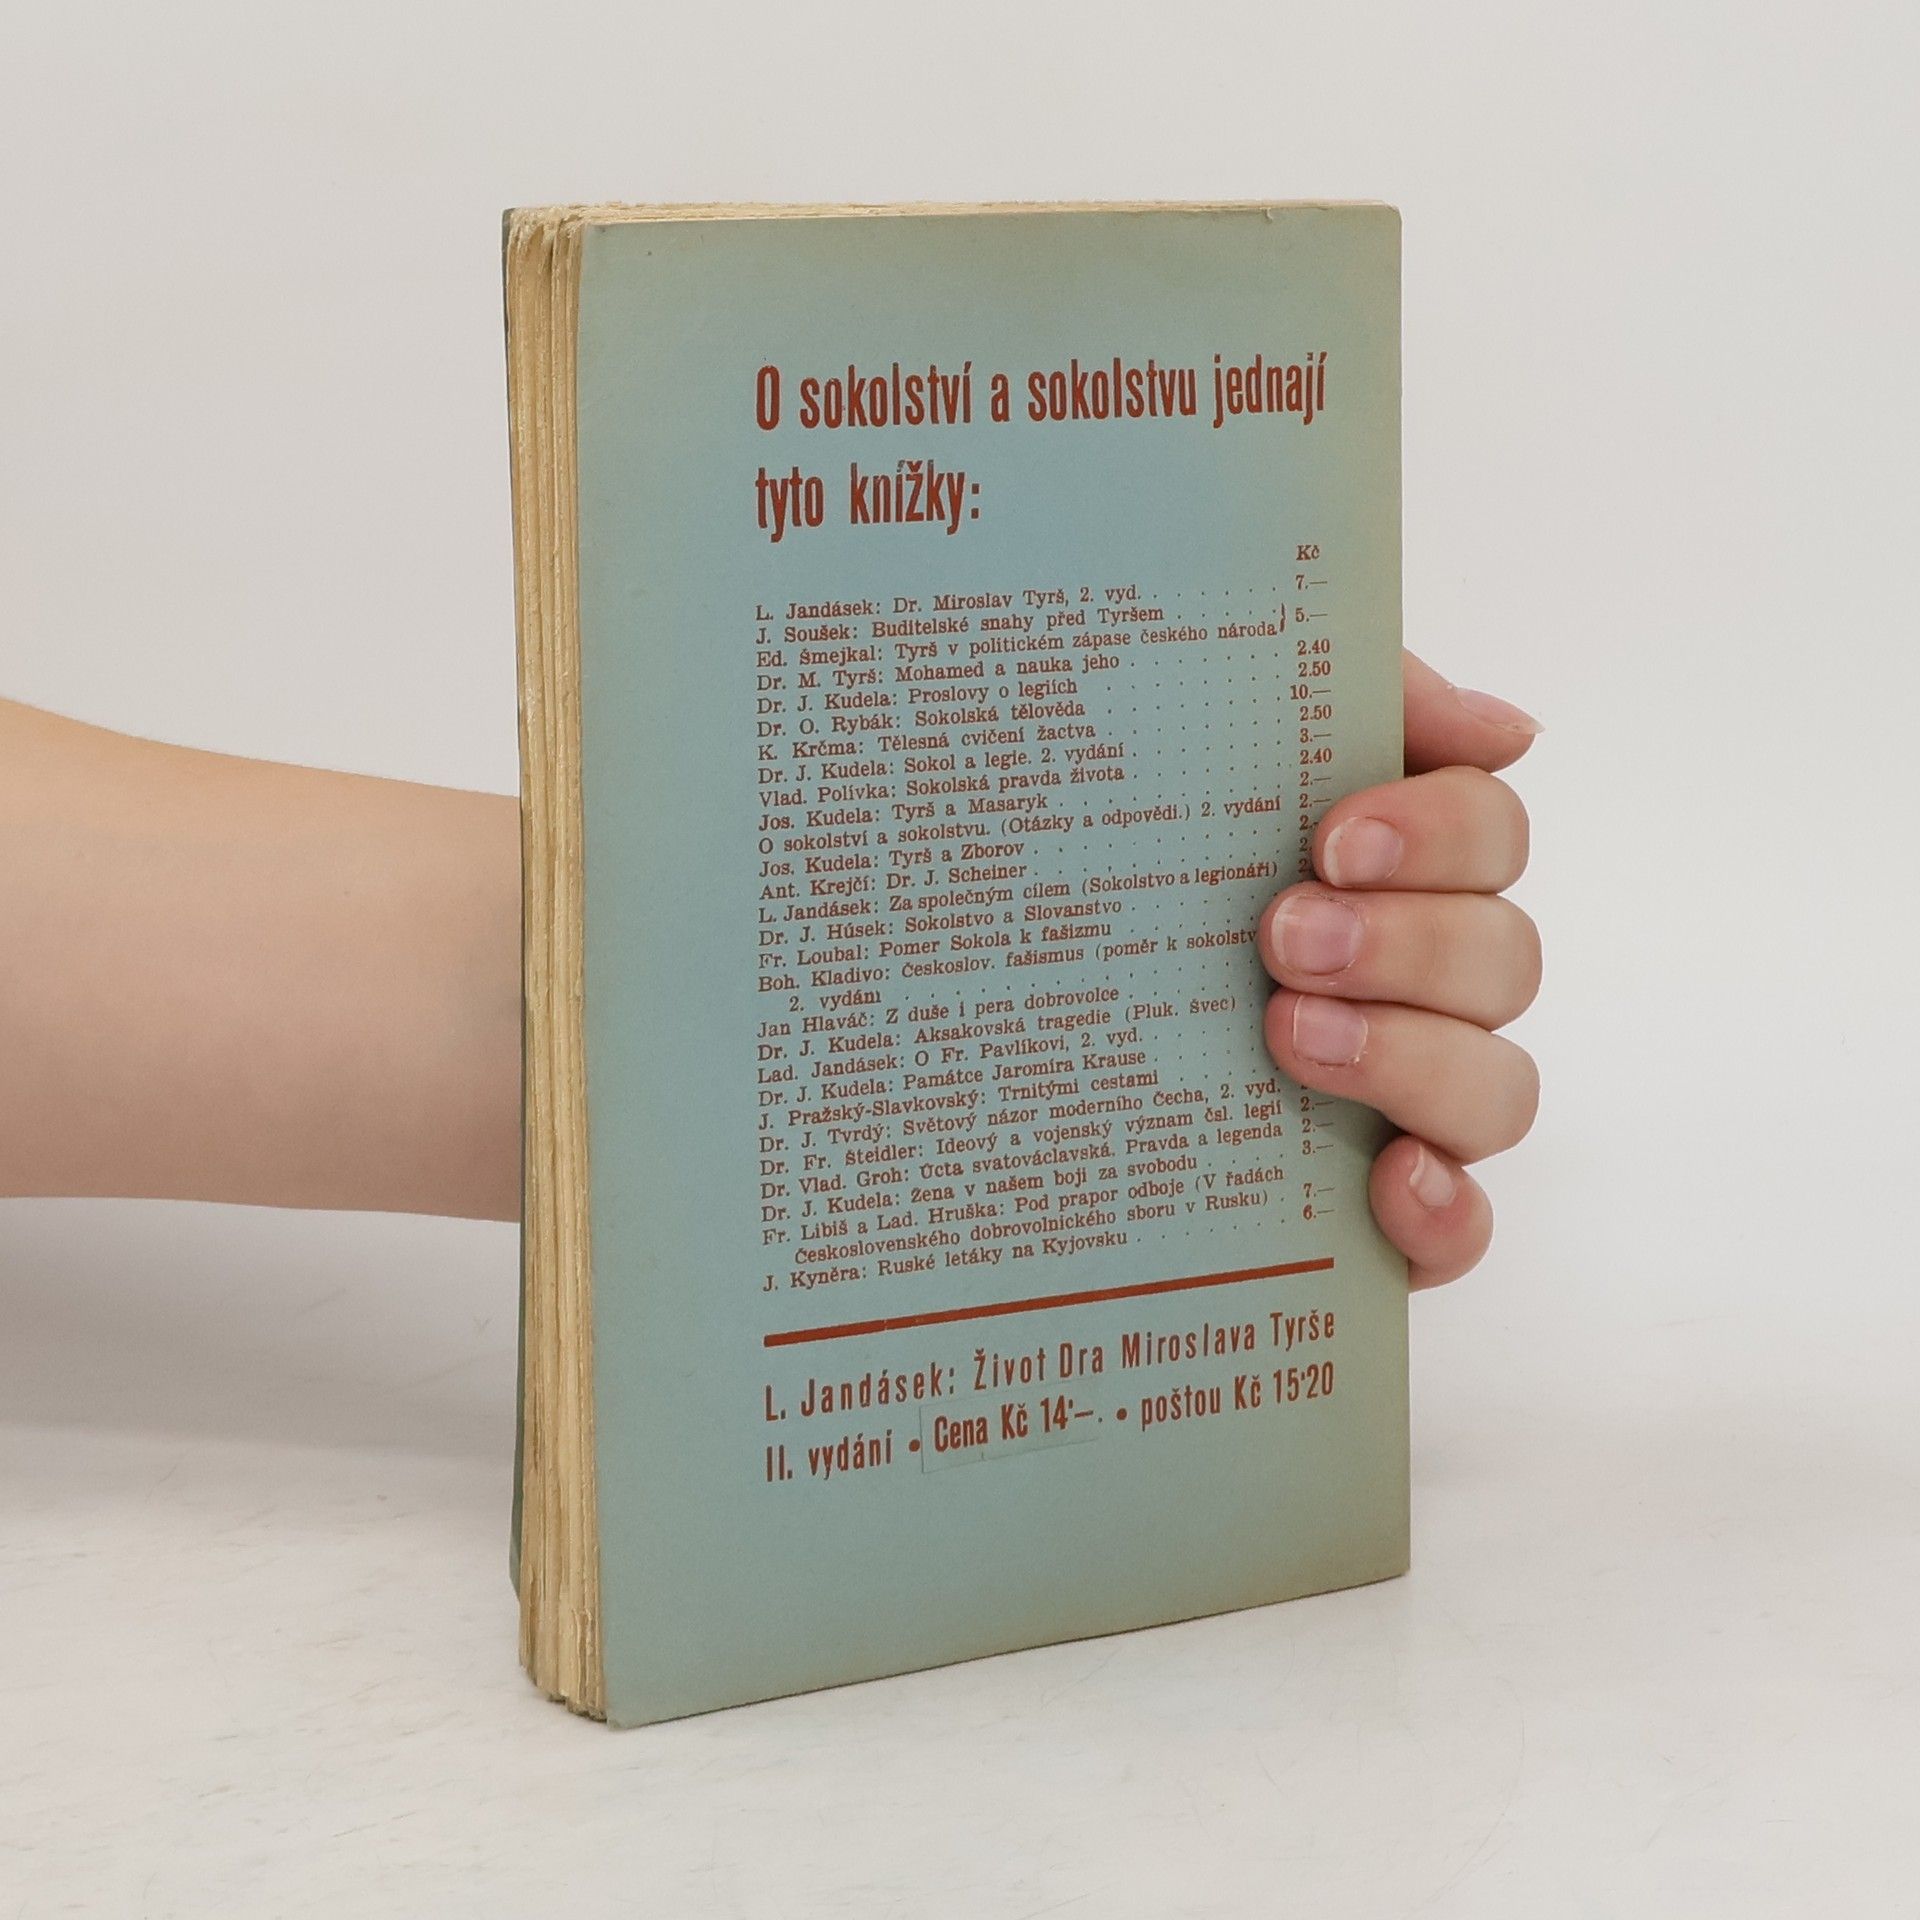 O sokolství a sokolstvu jednají
tyto knížky:
Kč
L. Jandásek: Dr. Miroslav Tyrš, 2. vyd. . . . . . . 7.—
J. Soušek: Buditelské snahy před Tyršem . . . . . } 5.—
Ed. Šmejkal: Tyrš v politickém zápase českého národa
Dr. M. Tyrš: Mohamed a nauka jeho . . . . . . . 2.40
Dr. J. Kudela: Proslovy o legiích . . . . . . . . 2.50
Dr. O. Rybák: Sokolská tělověda . . . . . . . . 10.—
K. Krčma: Tělesná cvičení žactva . . . . . . . . 2.50
Dr. J. Kudela: Sokol a legie. 2. vydání . . . . . . . 3.—
Vlad. Polívka: Sokolská pravda života . . . . . . . 2.40
Jos. Kudela: Tyrš a Masaryk . . . . . . . . . . 2.—
O sokolství a sokolstvu. (Otázky a odpovědi.) 2. vydání 2.—
Jos. Kudela: Tyrš a Zborov . . . . . . . . . . . 2.
Ant. Krejčí: Dr. J. Scheiner . . . . . . . . . . . 2.
L. Jandásek: Za společným cílem (Sokolstvo a legionáři)
Dr. J. Húsek: Sokolstvo a Slovanstvo . . . . . .
Fr. Loubal: Pomer Sokola k fašizmu . . . . . .
Boh. Kladivo: Českoslov. fašismus (poměr k sokolstv
2. vydání . . . . . . . . . . . . . .
Jan Hlaváč: Z duše i pera dobrovolce . . . . . .
Dr. J. Kudela: Aksakovská tragedie (Pluk. Švec) .
Lad. Jandásek: O Fr. Pavlíkovi, 2. vyd. . . . . .
Dr. J. Kudela: Památce Jaromíra Krause . . . . .
J. Pražský-Slavkovský: Trnitými cestami . . . . .
Dr. J. Tvrdý: Světový názor moderního Čecha, 2. vyd.
Dr. Fr. Šteidler: Ideový a vojenský význam čsl. legií 2.—
Dr. Vlad. Groh: Úcta svatováclavská. Pravda a legenda 2.—
Dr. J. Kudela: Žena v našem boji za svobodu . . . . 3.—
Fr. Libiš a Lad. Hruška: Pod prapor odboje (V řadách
Československého dobrovolnického sboru v Rusku) . 7.—
J. Kyněra: Ruské letáky na Kyjovsku . . . . . . . 6.—
L. Jandásek: Život Dra Miroslava Tyrše
II. vydání • Cena Kč 14'—. • poštou Kč 15'20